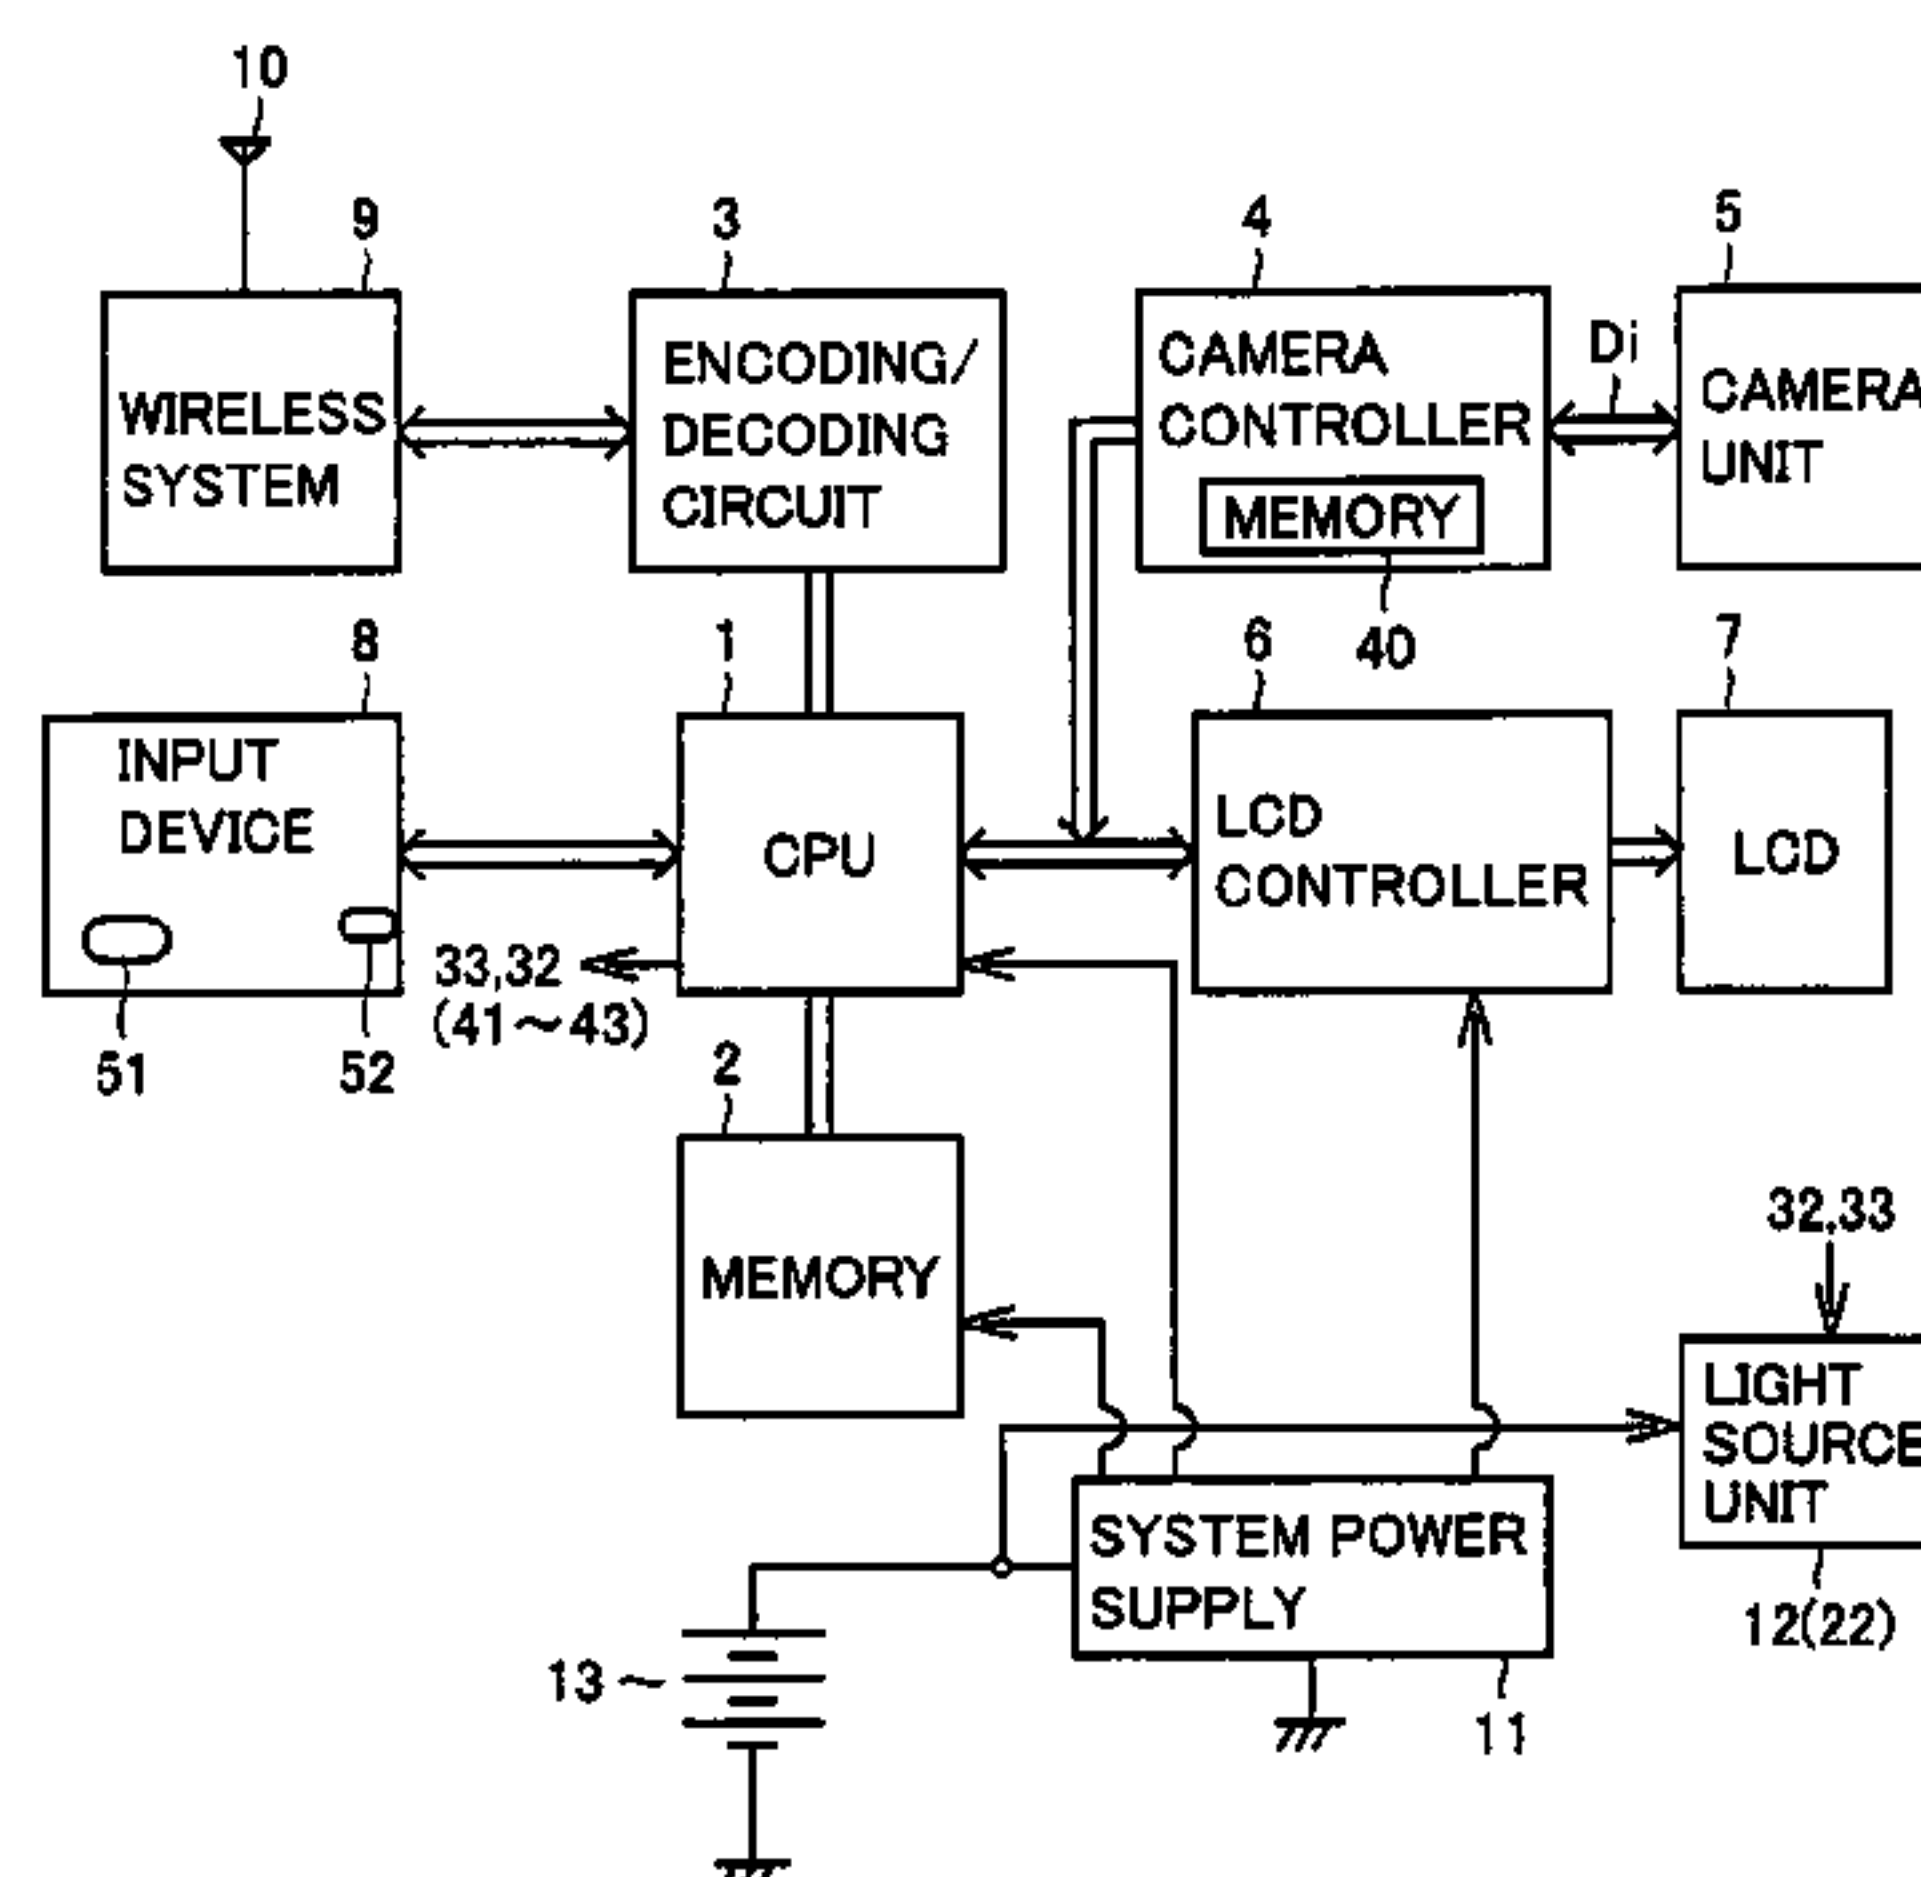 10
9
3
4
5
WIRELESS
SYSTEM
ENCODING/
DECODING
CIRCUIT
CAMERA
CONTROLLER
MEMORY
40
Di
CAMERA
UNIT
8
1
6
7
INPUT
DEVICE
51
52
CPU
33,32
(41~43)
LCD
CONTROLLER
LCD
2
MEMORY
32,33
LIGHT
SOURCE
UNIT
12(22)
SYSTEM POWER
SUPPLY
11
13~